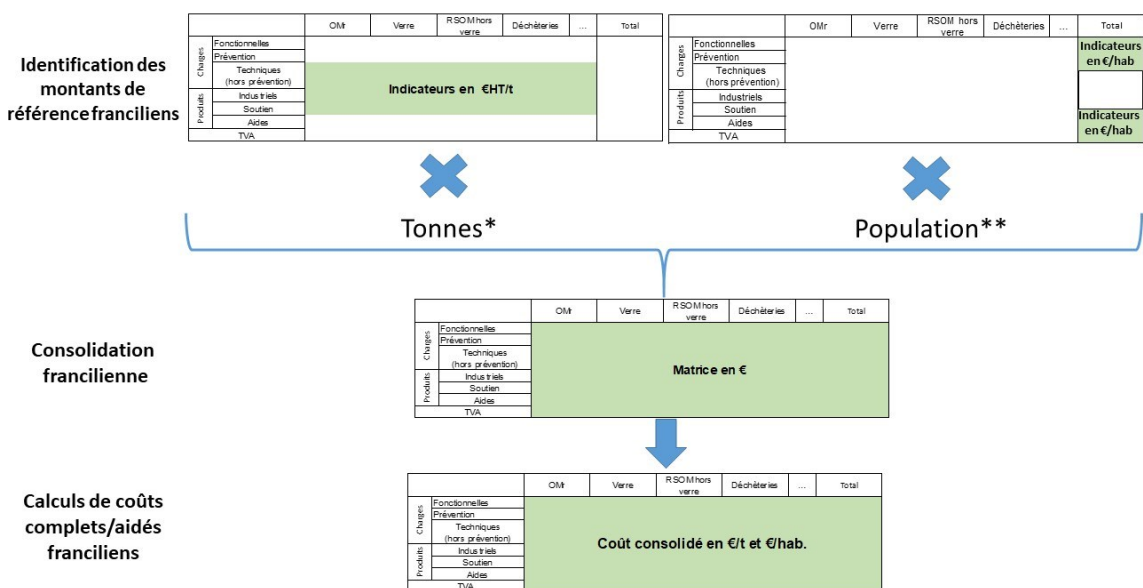 OMr Verre RSOM hors verre Déchèteries ... Total
Charges
Fonctionnelles
Prévention
Techniques
(hors prévention)
Produits
Industriels
Soutien
Aides
TVA
Indicateurs en €HT/t
OMr Verre RSOM hors verre Déchèteries ... Total
Charges
Fonctionnelles
Prévention
Techniques
(hors prévention)
Produits
Industriels
Soutien
Aides
TVA
Indicateurs
en €/hab
Indicateurs
en €/hab
Identification des
montants de
référence franciliens
Tonnes*
Population**
Consolidation
francilienne
OMr Verre RSOM hors verre Déchèteries ... Total
Charges
Fonctionnelles
Prévention
Techniques
(hors prévention)
Produits
Industriels
Soutien
Aides
TVA
Matrice en €
Calculs de coûts
complets/aidés
franciliens
OMr Verre RSOM hors verre Déchèteries ... Total
Charges
Fonctionnelles
Prévention
Techniques
(hors prévention)
Produits
Industriels
Soutien
Aides
TVA
Coût consolidé en €/t et €/hab.